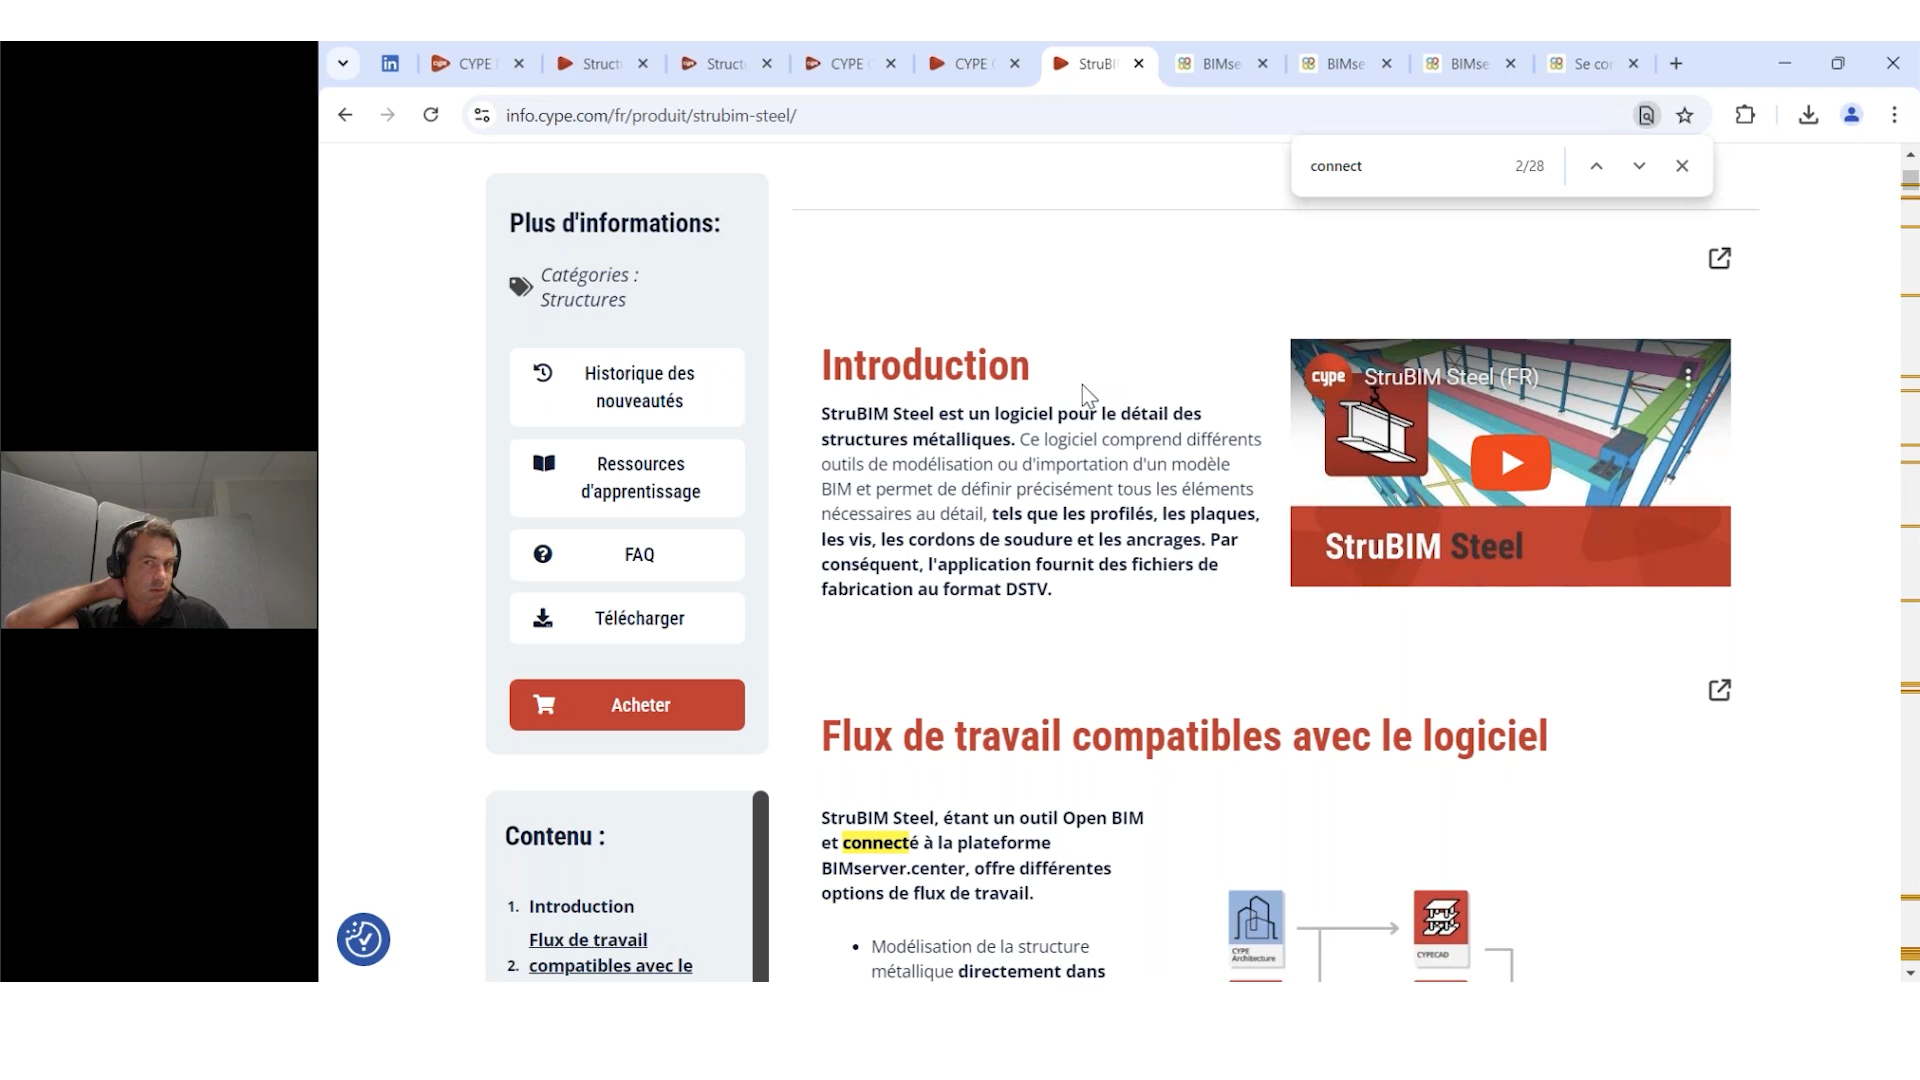 CYPE
Struct
Struct
CYPE
CYPE
StruBI
BIMse
BIMse
BIMse
Se cor
info.cype.com/fr/produit/strubim-steel/
connect
2/28
Plus d'informations:
Catégories :
Structures
Historique des
nouveautés
Ressources
d'apprentissage
FAQ
Télécharger
Acheter
Contenu :
1. Introduction
Flux de travail
2. compatibles avec le
Introduction
StruBIM Steel est un logiciel pour le détail des
structures métalliques. Ce logiciel comprend différents
outils de modélisation ou d'importation d'un modèle
BIM et permet de définir précisément tous les éléments
nécessaires au détail, tels que les profilés, les plaques,
les vis, les cordons de soudure et les ancrages. Par
conséquent, l'application fournit des fichiers de
fabrication au format DSTV.
cype
StruBIM Steel (FR)
StruBIM Steel
Flux de travail compatibles avec le logiciel
StruBIM Steel, étant un outil Open BIM
et connecté à la plateforme
BIMserver.center, offre différentes
options de flux de travail.
• Modélisation de la structure
métallique directement dans
CYPE
Architecture
CYPECAD